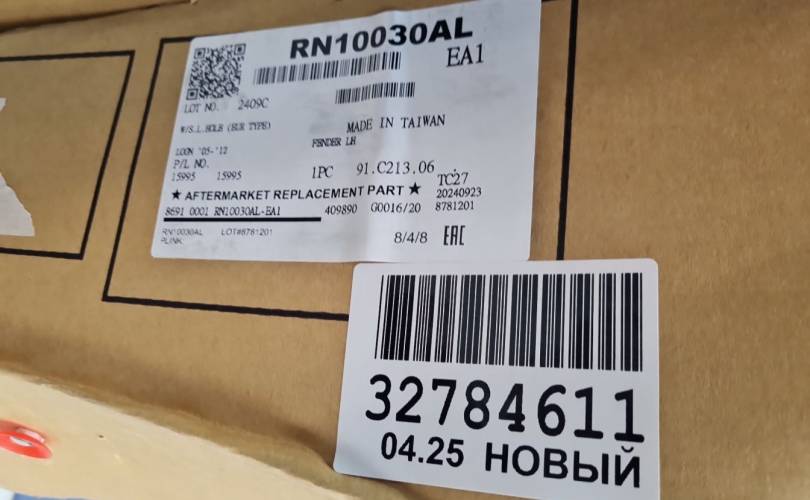 RN10030AL
EA1
LOT NO. 2409C
W/S.L.HOLE (EUR TYPE)
MADE IN TAIWAN
FENDER LH
LOGN '05-'12
P/L NO.
15995 15995
1PC 91.C213.06
TC27
★ AFTERMARKET REPLACEMENT PART ★
20240923
8691 0001 RN10030AL-EA1 409890 G0016/20 8781201
RN10030AL LOT#8781201
PLINK
8/4/8 EAC
32784611
04.25 НОВЫЙ